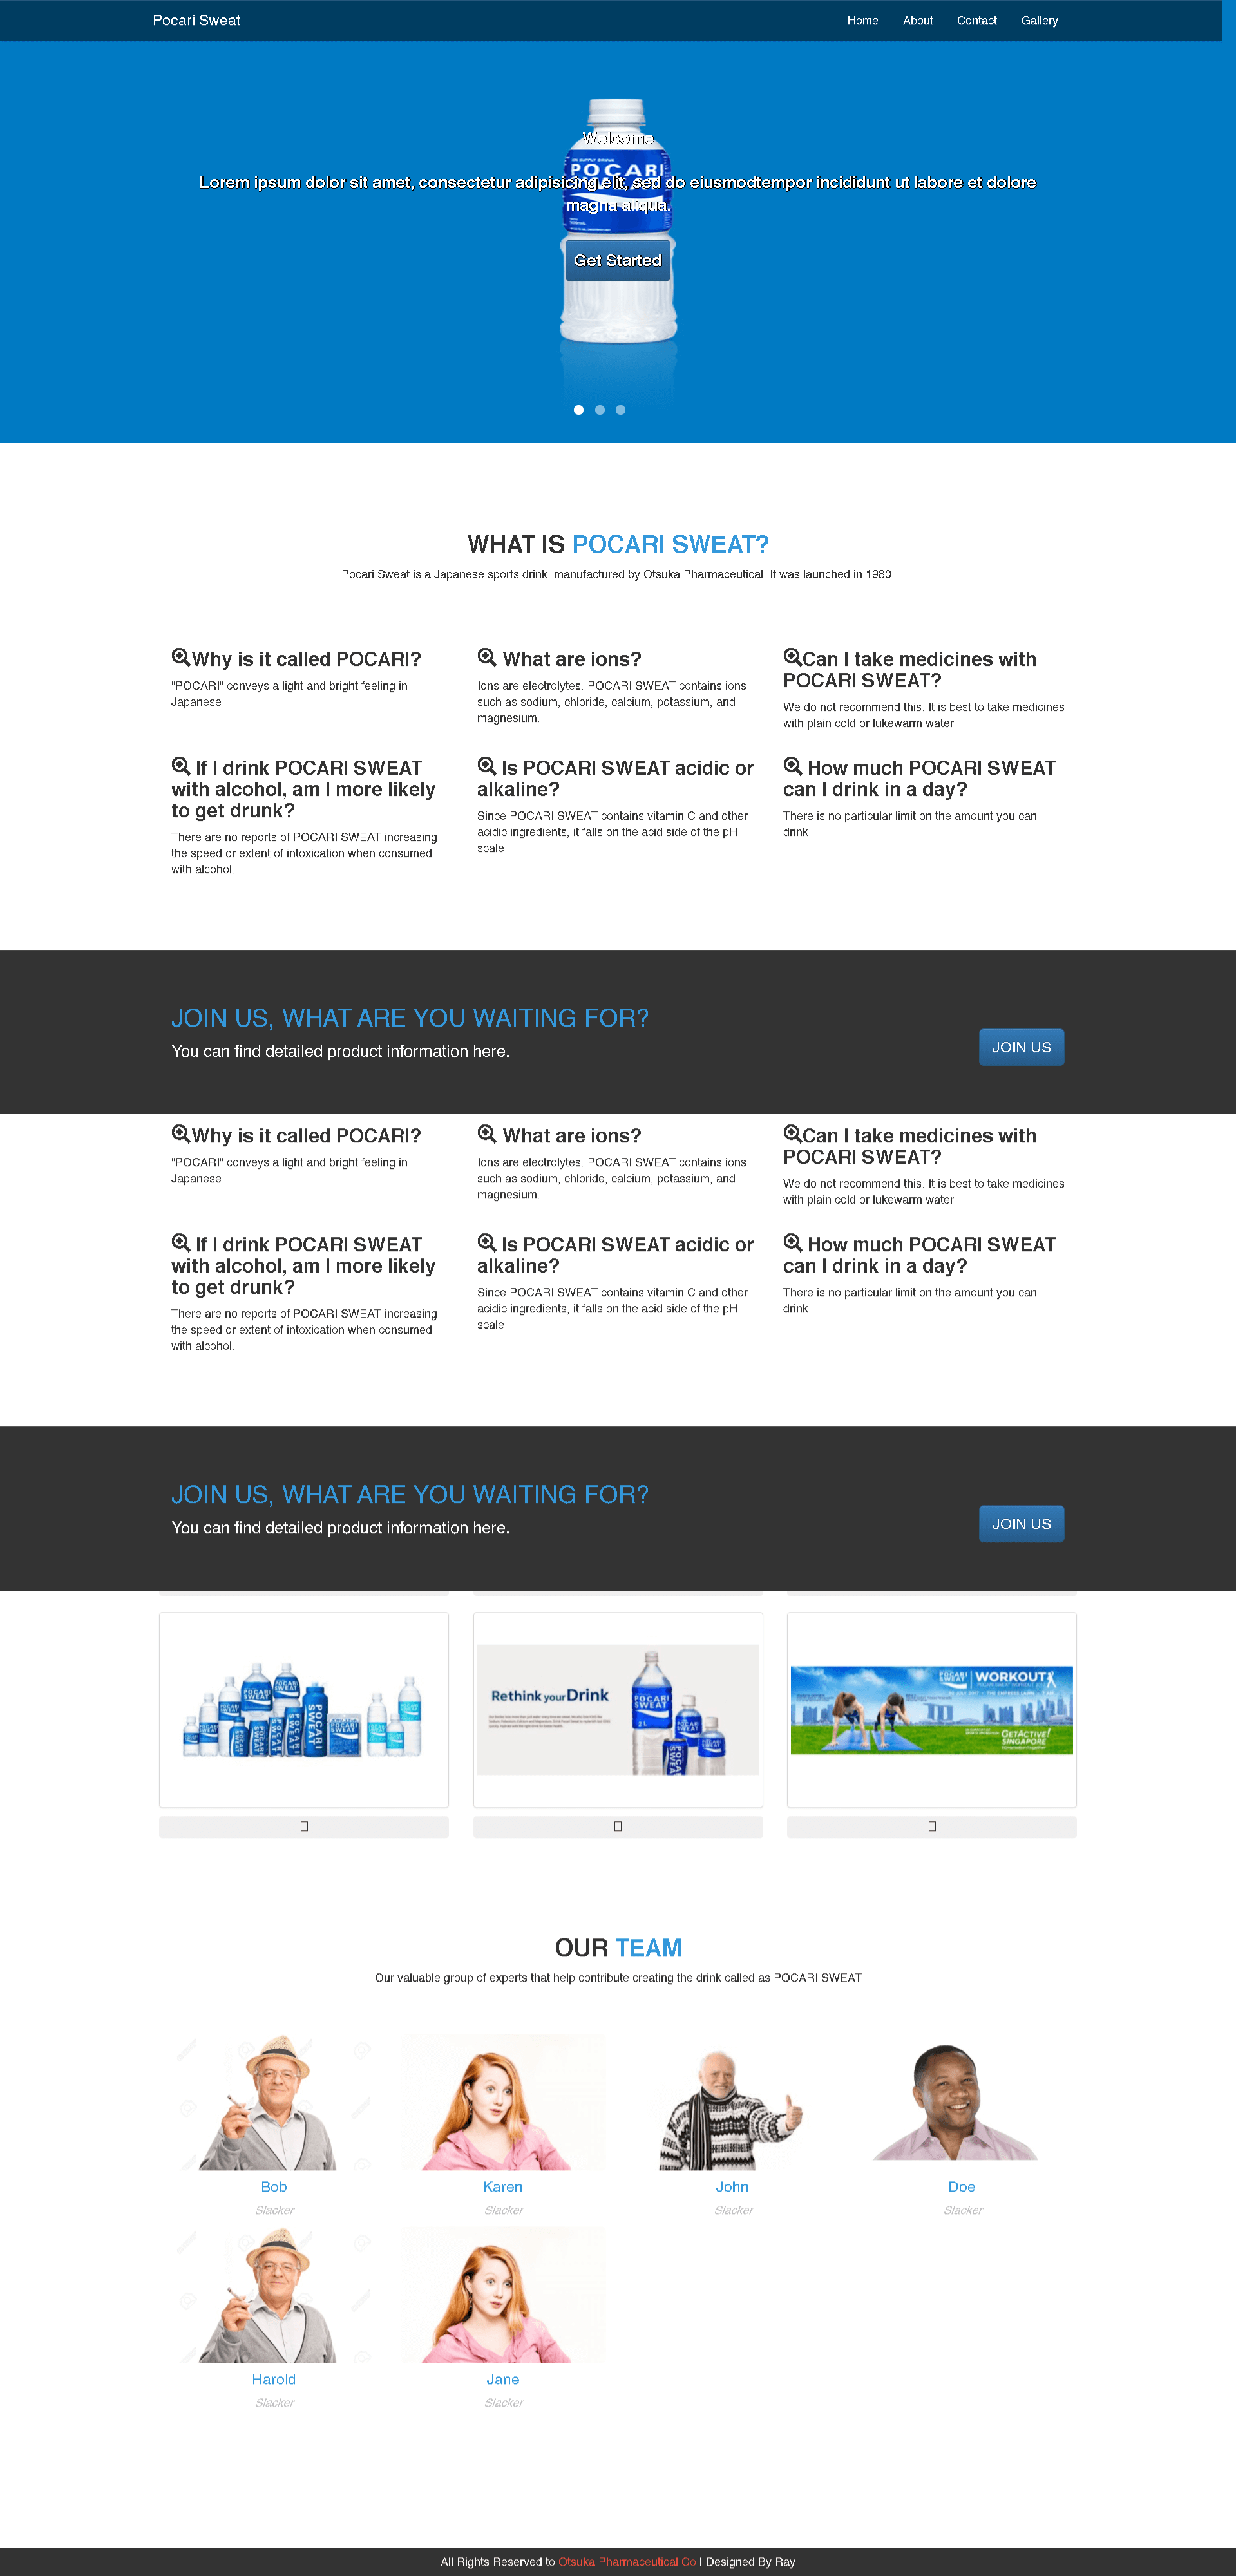 Pocari Sweat
Home
About
Contact
Gallery
Welcome
POCARI
Lorem ipsum dolor sit amet, consectetur adipisicing elit, sed do eiusmodtempor incididunt ut labore et dolore
magna aliqua.
Get Started
WHAT IS POCARI SWEAT?
Pocari Sweat is a Japanese sports drink, manufactured by Otsuka Pharmaceutical. It was launched in 1980.
Why is it called POCARI?
"POCARI" conveys a light and bright feeling in
Japanese.
What are ions?
Ions are electrolytes. POCARI SWEAT contains ions
such as sodium, chloride, calcium, potassium, and
magnesium.
Can I take medicines with
POCARI SWEAT?
We do not recommend this. It is best to take medicines
with plain cold or lukewarm water.
If I drink POCARI SWEAT
with alcohol, am I more likely
to get drunk?
There are no reports of POCARI SWEAT increasing
the speed or extent of intoxication when consumed
with alcohol.
Is POCARI SWEAT acidic or
alkaline?
Since POCARI SWEAT contains vitamin C and other
acidic ingredients, it falls on the acid side of the pH
scale.
How much POCARI SWEAT
can I drink in a day?
There is no particular limit on the amount you can
drink.
JOIN US, WHAT ARE YOU WAITING FOR?
You can find detailed product information here.
JOIN US
Why is it called POCARI?
"POCARI" conveys a light and bright feeling in
Japanese.
What are ions?
Ions are electrolytes. POCARI SWEAT contains ions
such as sodium, chloride, calcium, potassium, and
magnesium.
Can I take medicines with
POCARI SWEAT?
We do not recommend this. It is best to take medicines
with plain cold or lukewarm water.
If I drink POCARI SWEAT
with alcohol, am I more likely
to get drunk?
There are no reports of POCARI SWEAT increasing
the speed or extent of intoxication when consumed
with alcohol.
Is POCARI SWEAT acidic or
alkaline?
Since POCARI SWEAT contains vitamin C and other
acidic ingredients, it falls on the acid side of the pH
scale.
How much POCARI SWEAT
can I drink in a day?
There is no particular limit on the amount you can
drink.
JOIN US, WHAT ARE YOU WAITING FOR?
You can find detailed product information here.
JOIN US
POCARI
SWEAT
Rethink your Drink
POCARI
SWEAT
2L
POCARI
SWEAT
WORKOUT
GETACTIVE!
SINGAPORE
OUR TEAM
Our valuable group of experts that help contribute creating the drink called as POCARI SWEAT
Bob
Slacker
Karen
Slacker
John
Slacker
Doe
Slacker
Harold
Slacker
Jane
Slacker
All Rights Reserved to Otsuka Pharmaceutical Co | Designed By Ray